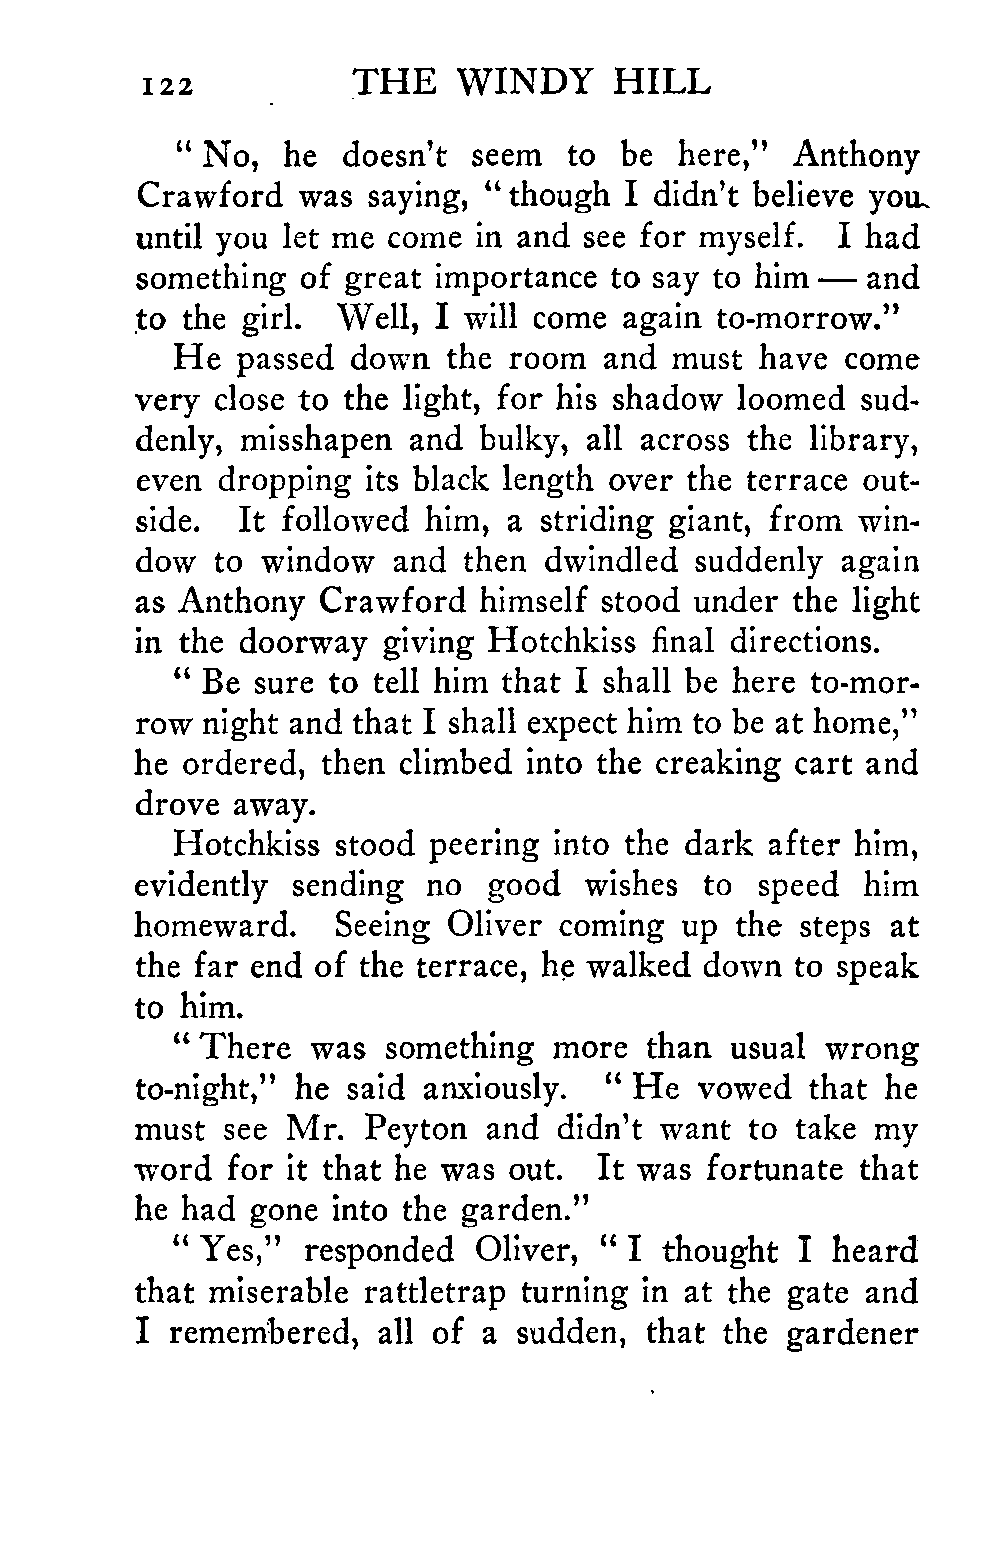 122 THE WINDY HILL
“ No, he doesn't seem to be here,” Anthony
Crawford was saying, “ though I didn't believe you
until you let me come in and see for myself. I had
something of great importance to say to him — and
to the girl. Well, I will come again to-morrow.”
He passed down the room and must have come
very close to the light, for his shadow loomed sud-
denly, misshapen and bulky, all across the library,
even dropping its black length over the terrace out-
side. It followed him, a striding giant, from win-
dow to window and then dwindled suddenly again
as Anthony Crawford himself stood under the light
in the doorway giving Hotchkiss final directions.
“ Be sure to tell him that I shall be here to-mor-
row night and that I shall expect him to be at home,”
he ordered, then climbed into the creaking cart and
drove away.
Hotchkiss stood peering into the dark after him,
evidently sending no good wishes to speed him
homeward. Seeing Oliver coming up the steps at
the far end of the terrace, he walked down to speak
to him.
“ There was something more than usual wrong
to-night,” he said anxiously. “ He vowed that he
must see Mr. Peyton and didn't want to take my
word for it that he was out. It was fortunate that
he had gone into the garden.”
“ Yes,” responded Oliver, “ I thought I heard
that miserable rattletrap turning in at the gate and
I remembered, all of a sudden, that the gardener